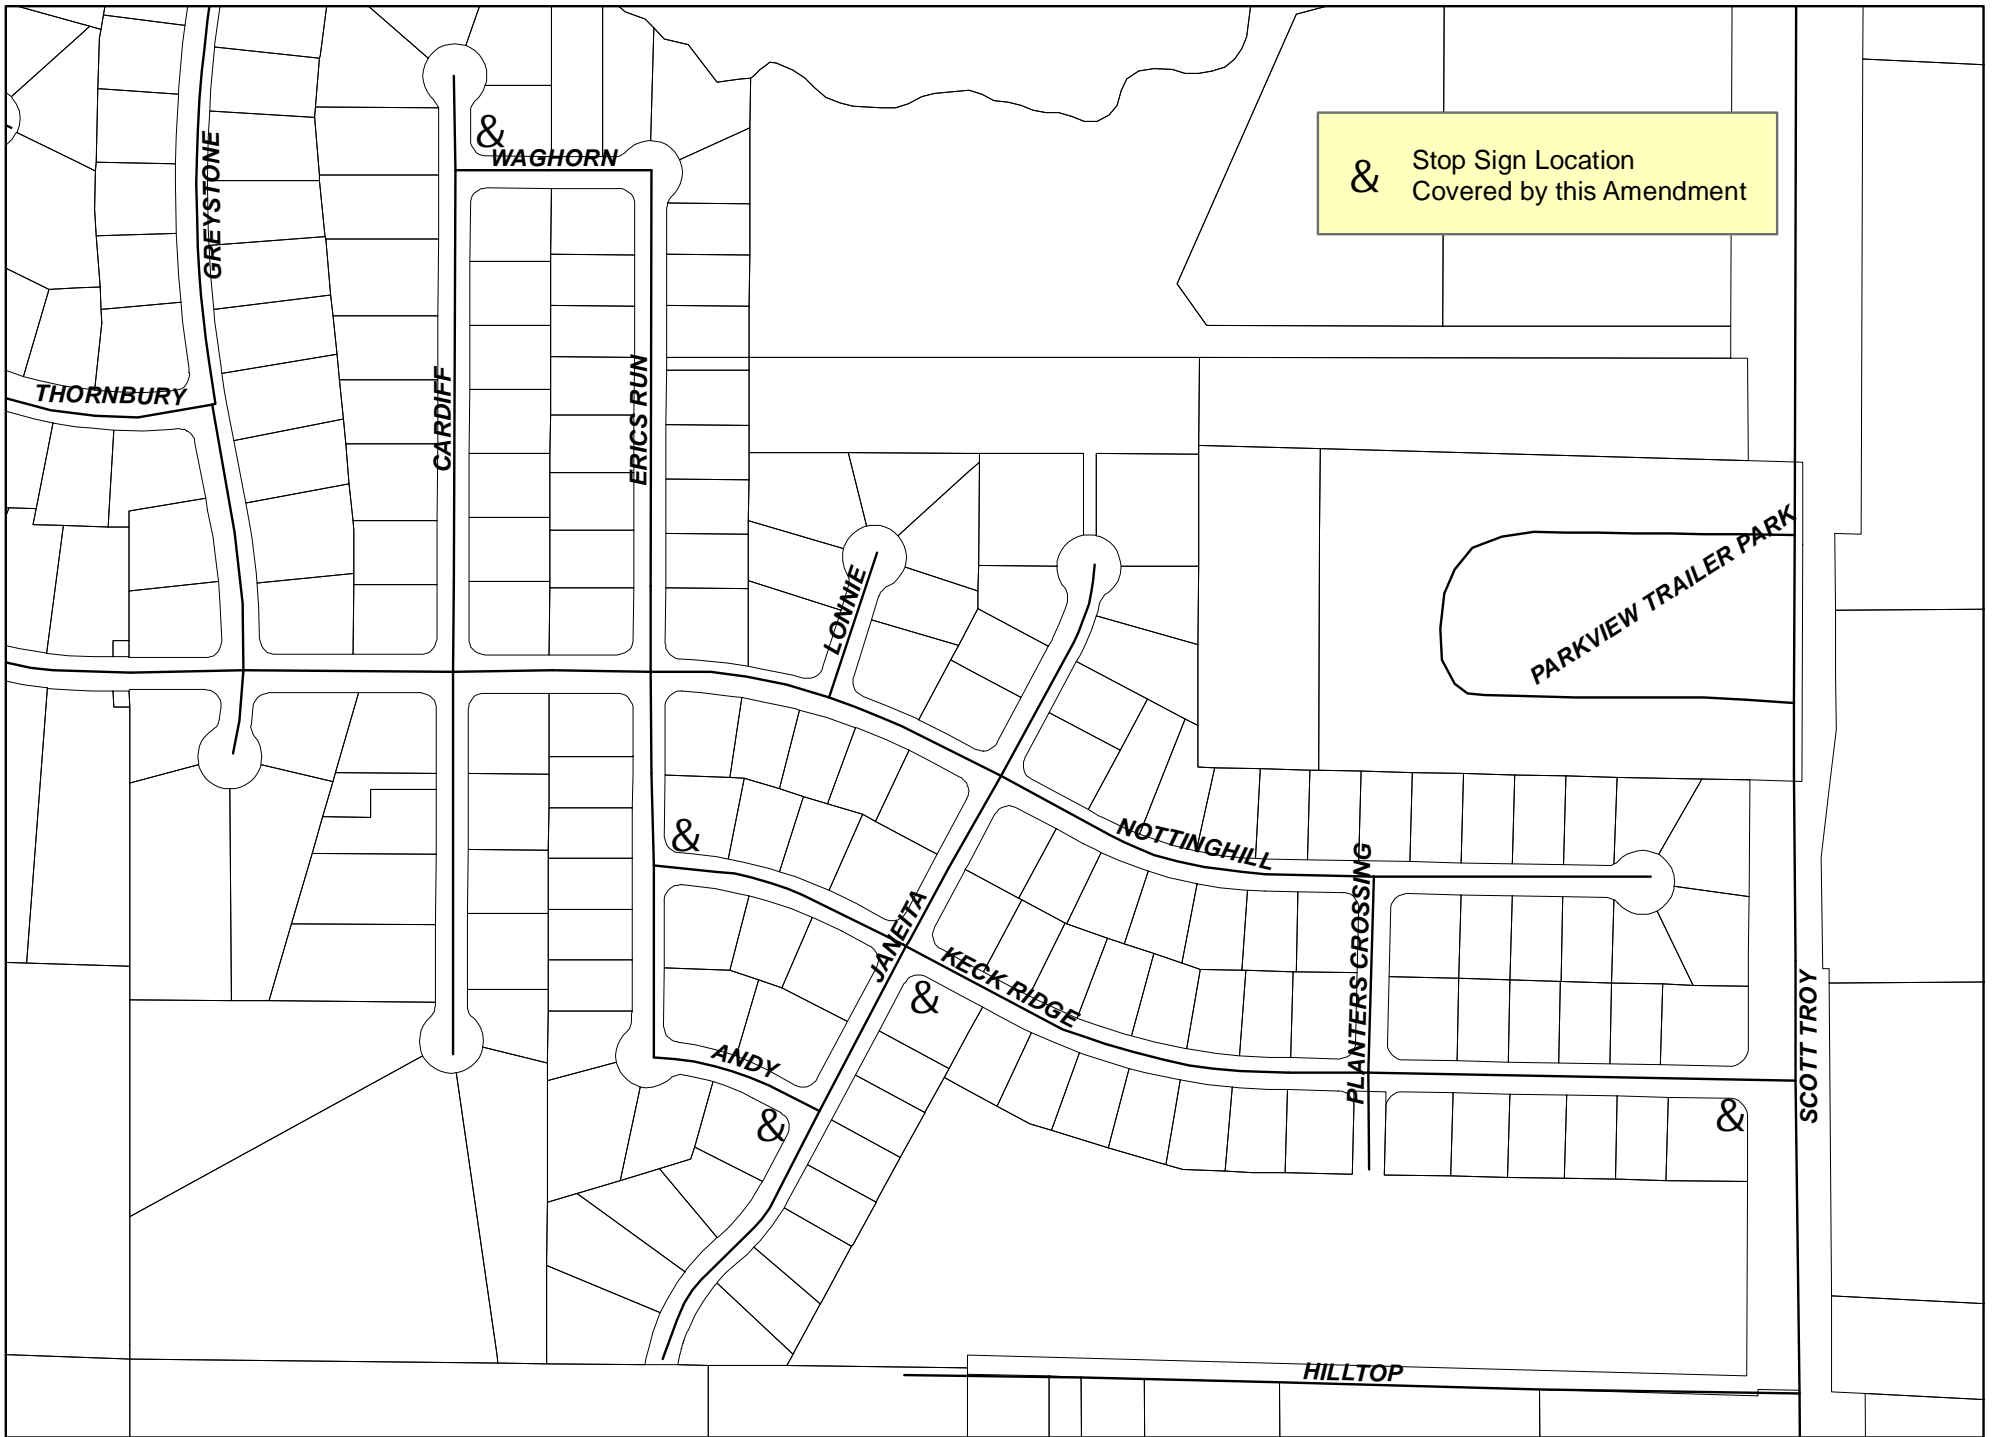 &
WAGHORN
GREYSTONE
& Stop Sign Location
Covered by this Amendment
THORNBURY
CARDIFF
ERICS RUN
LONNIE
PARKVIEW TRAILER PARK
&
NOTTINGHILL
JANEITA
KECK RIDGE
PLANTERS CROSSING
&
SCOTT TROY
ANDY
&
&
HILLTOP